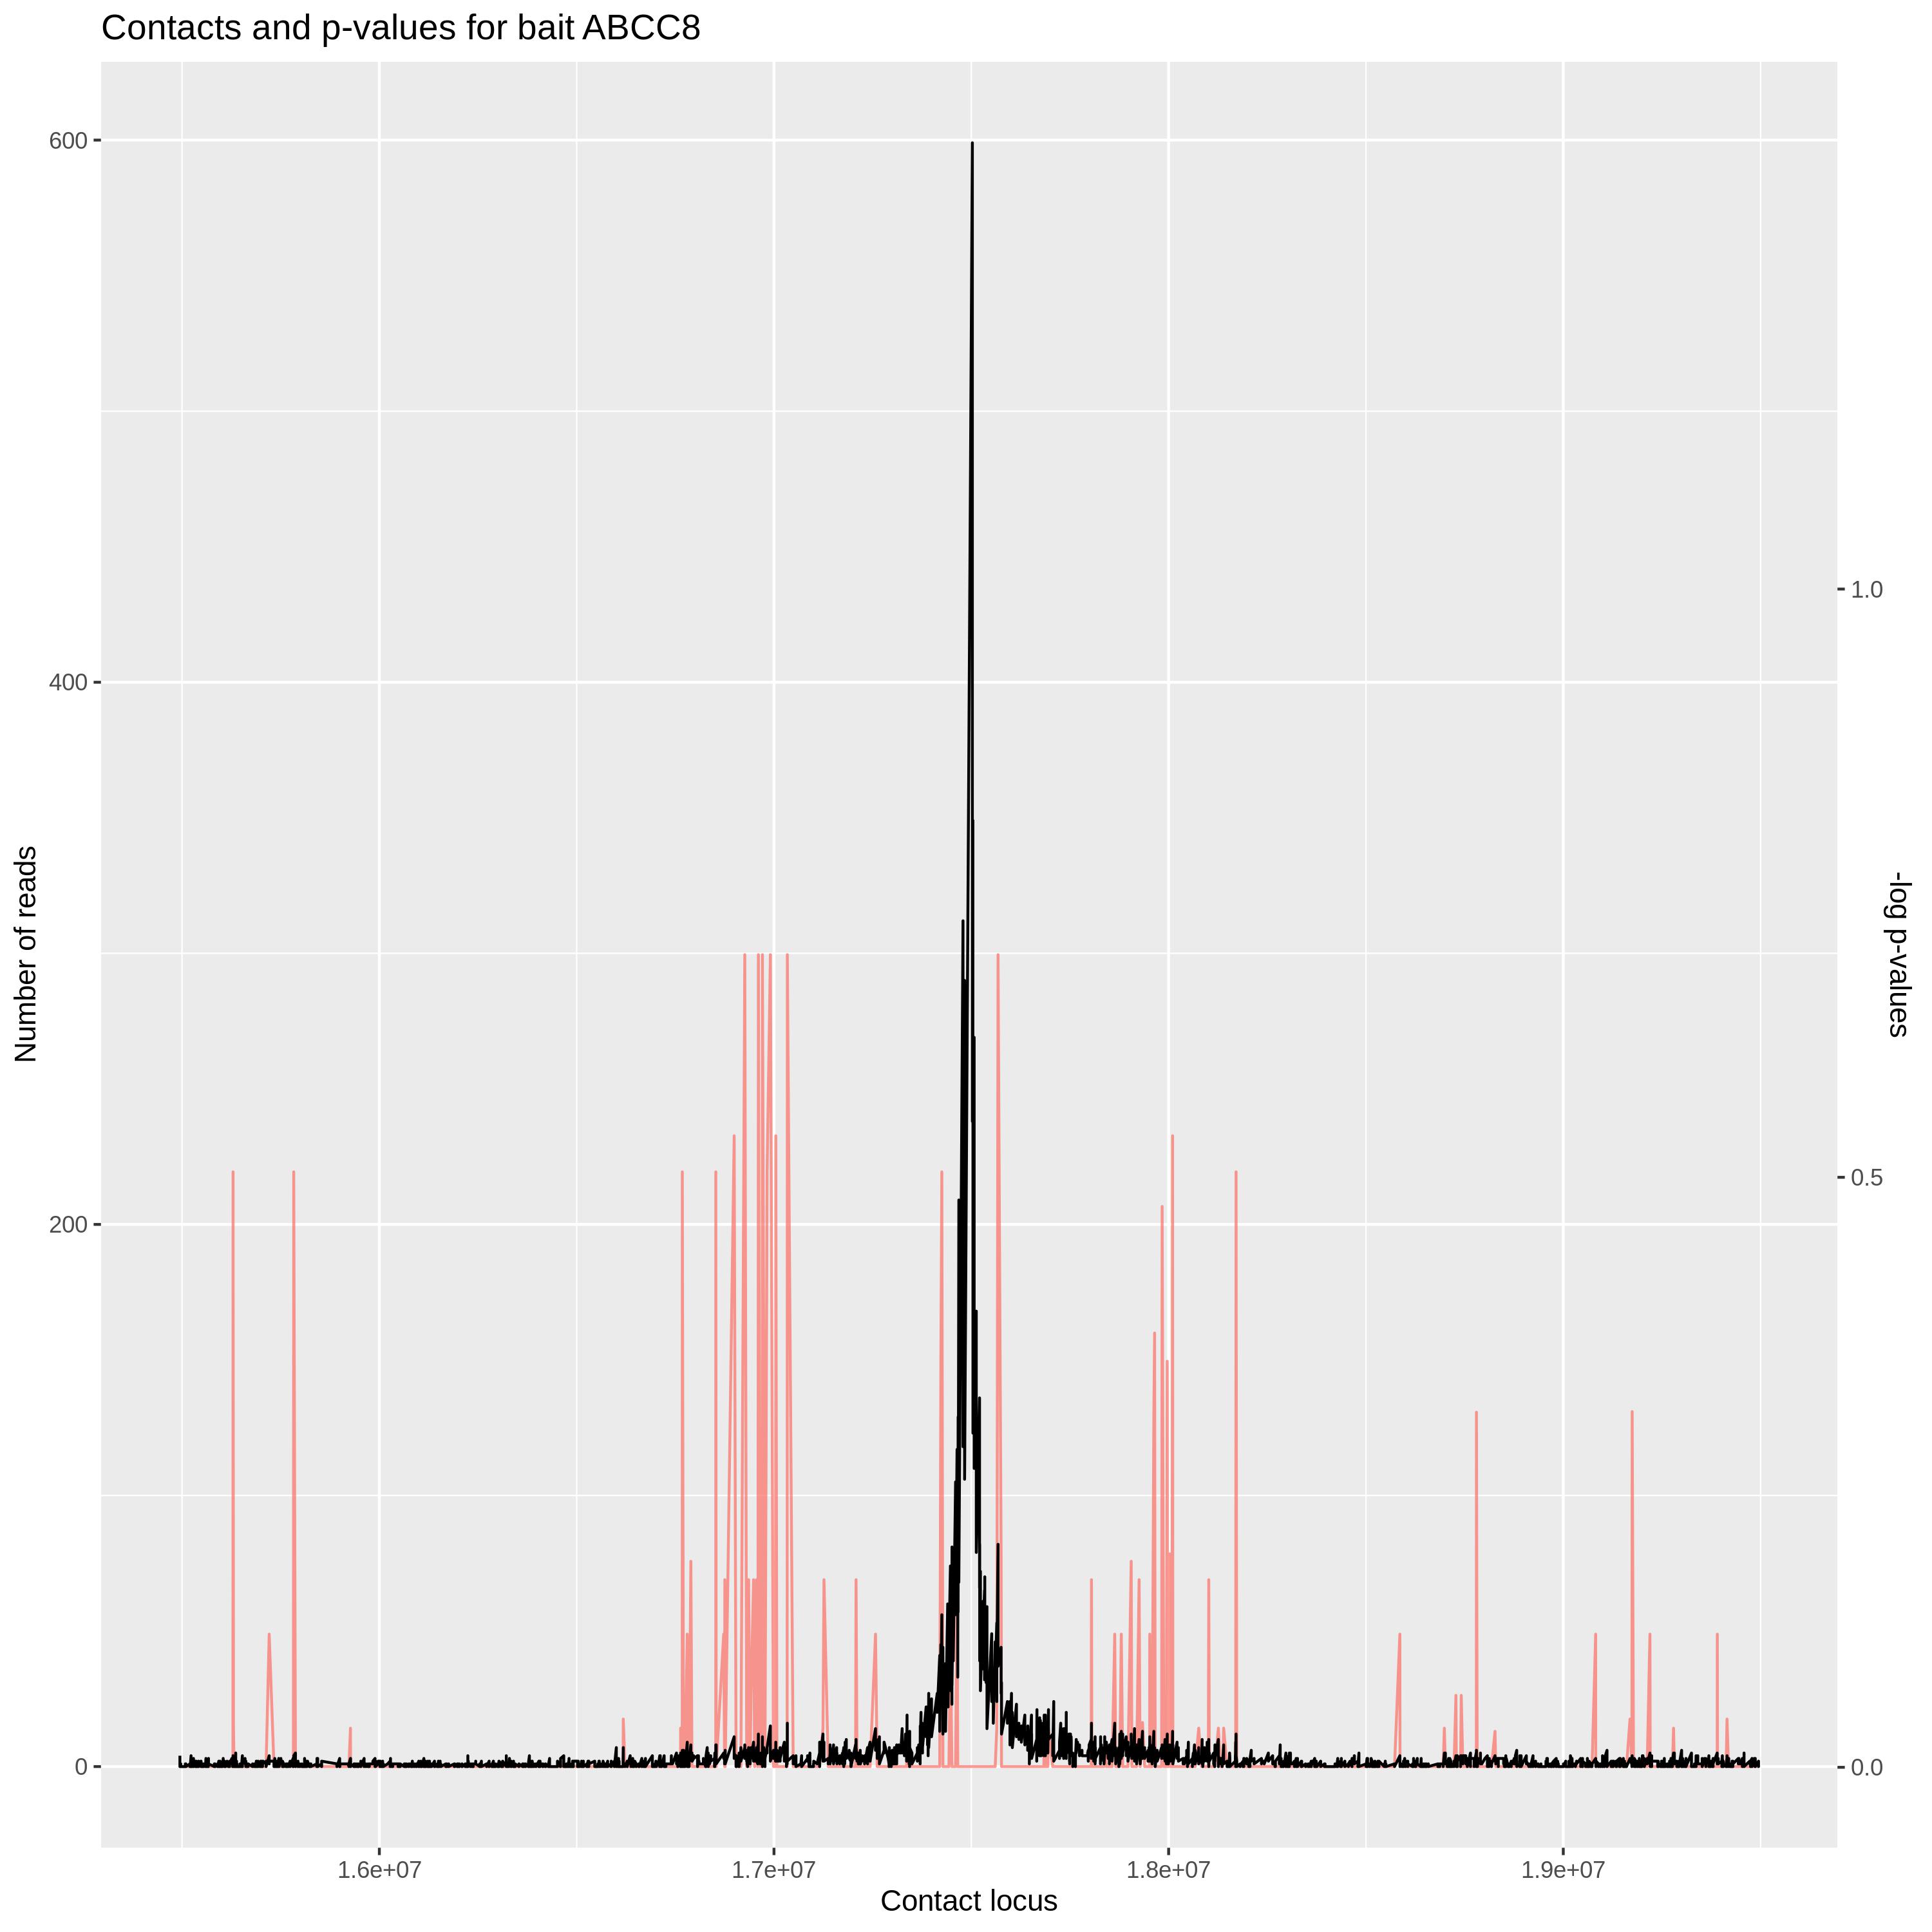 Contacts and p-values for bait ABCC8
600
400
200
0
Number of reads
1.0
0.5
0.0
-log p-values
1.6e+07
1.7e+07
1.8e+07
1.9e+07
Contact locus